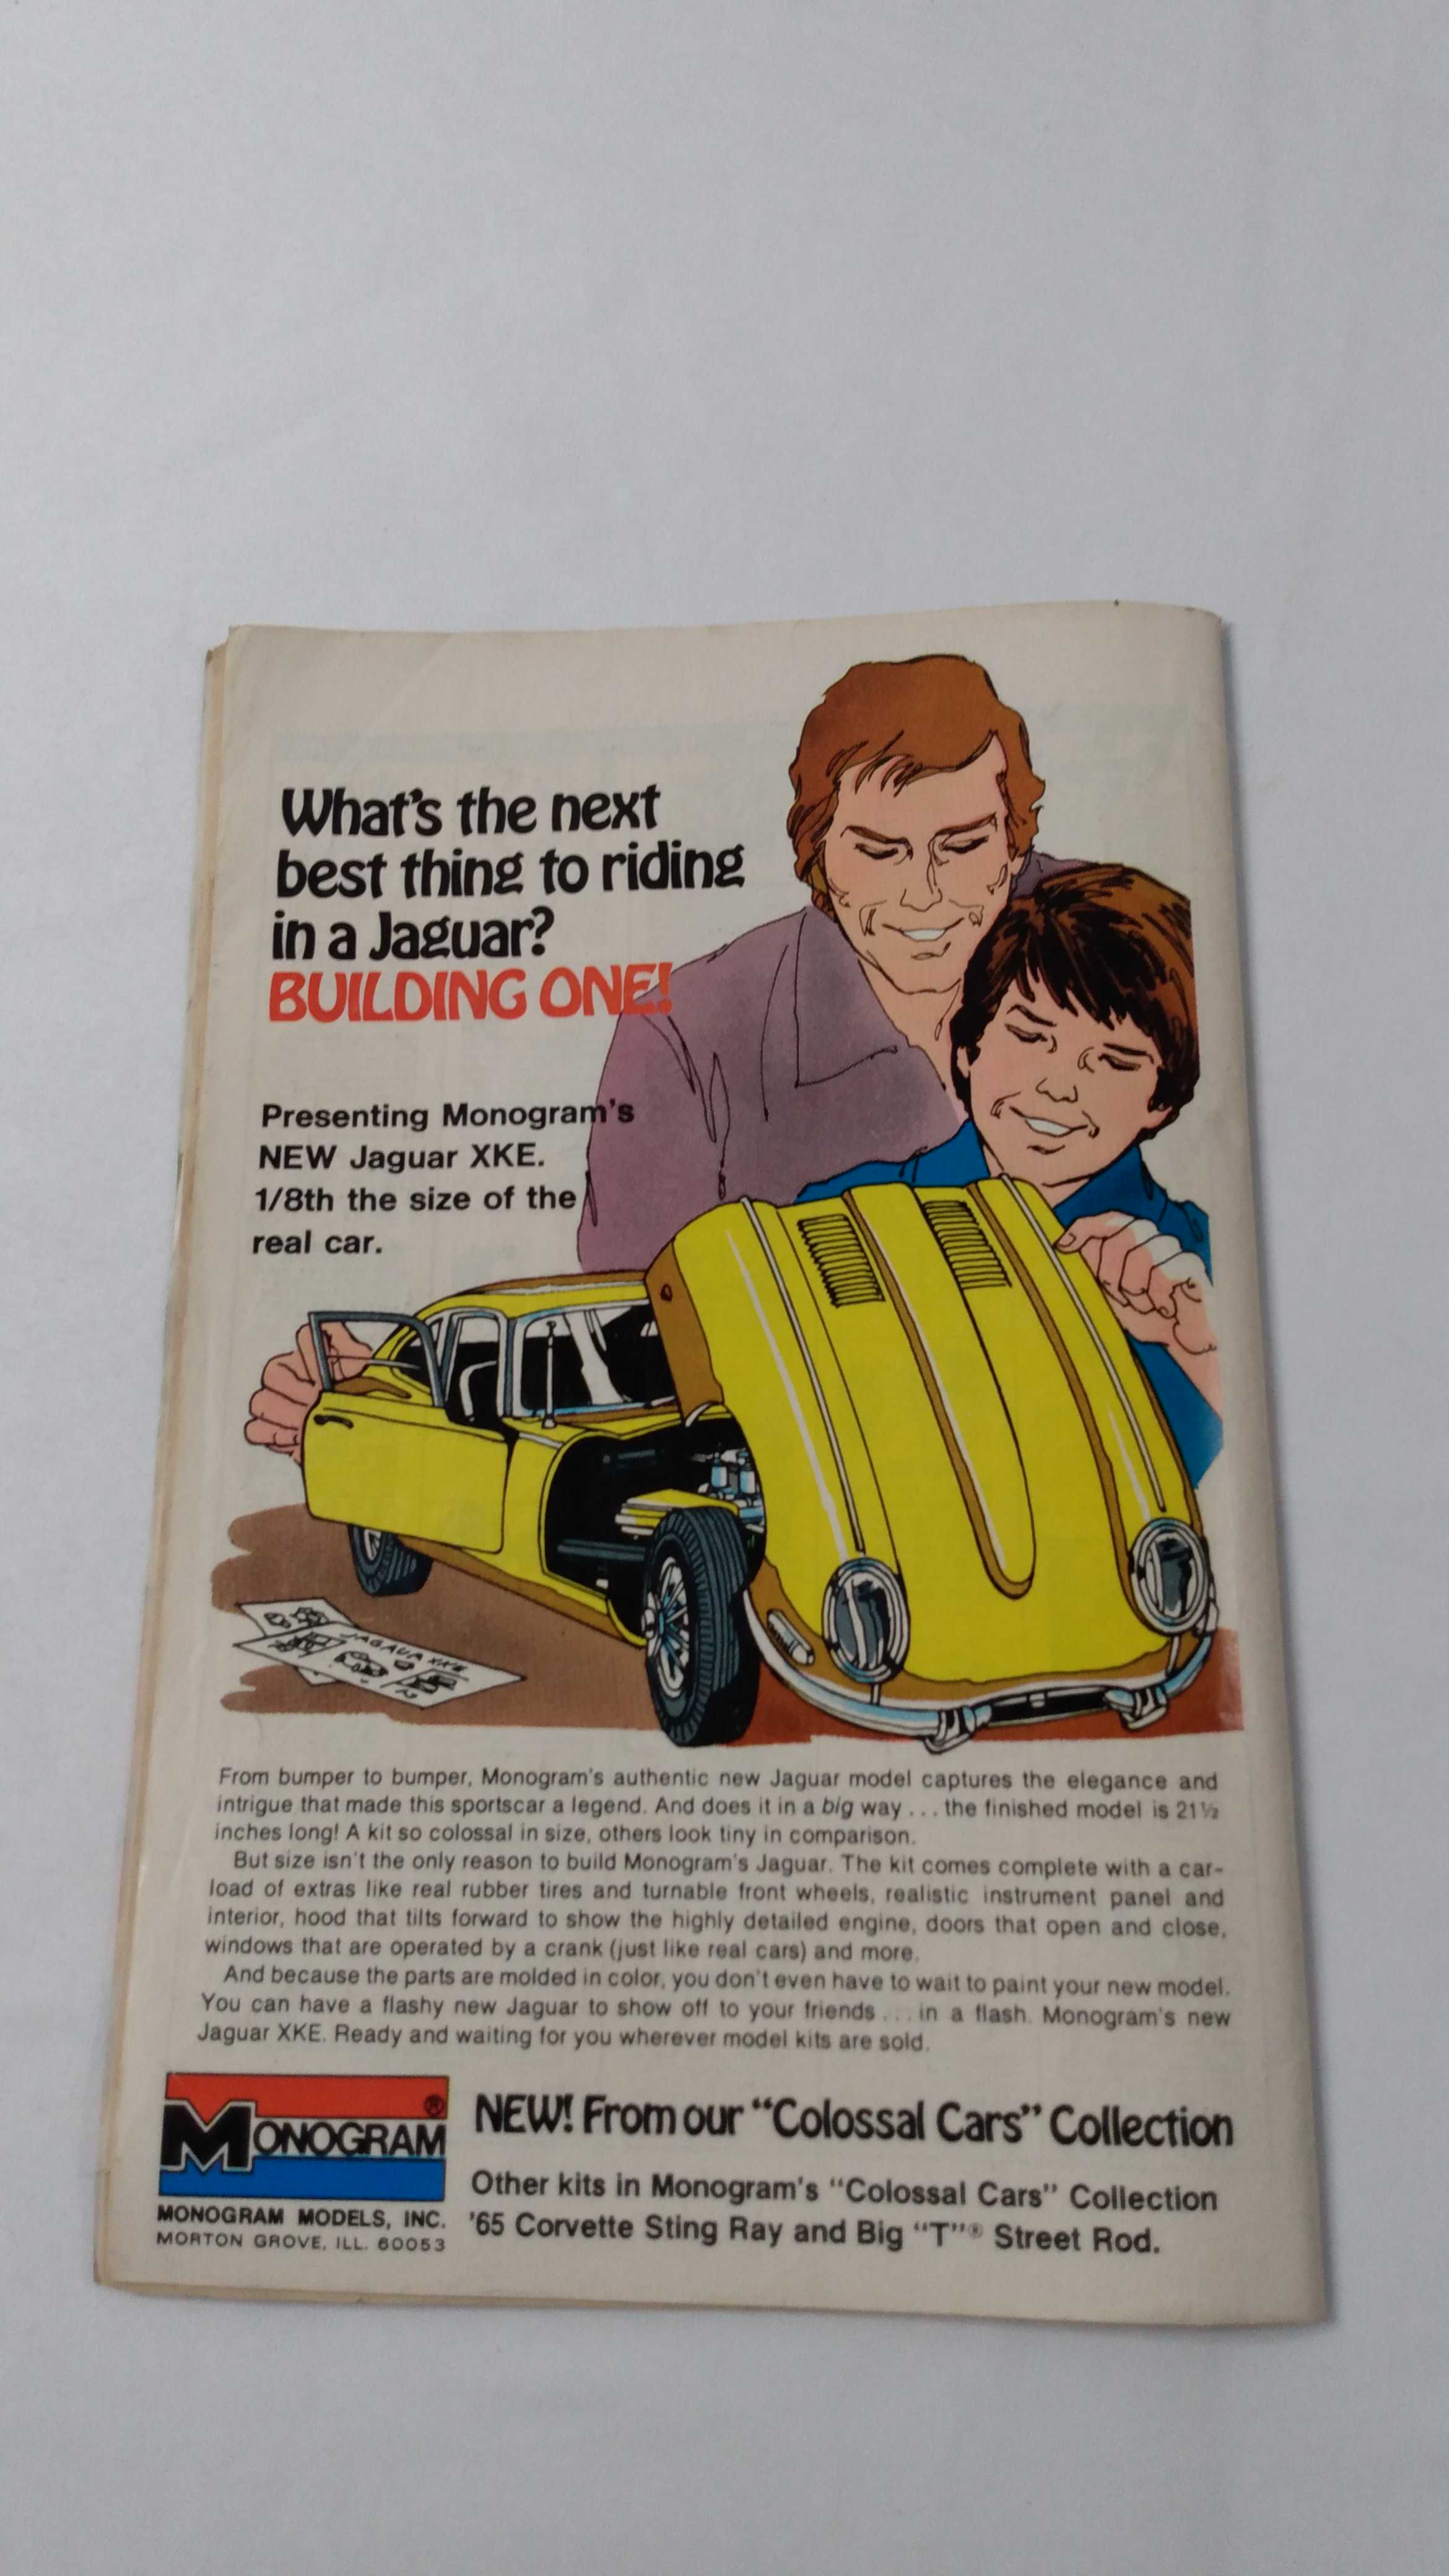 What's the next
best thing to riding
in a Jaguar?
BUILDING ONE!
Presenting Monogram's
NEW Jaguar XKE.
1/8th the size of the
real car.
JAGAUA XKE
From bumper to bumper, Monogram's authentic new Jaguar model captures the elegance and
intrigue that made this sportscar a legend. And does it in a big way ... the finished model is 21½
inches long! A kit so colossal in size, others look tiny in comparison.
But size isn't the only reason to build Monogram's Jaguar. The kit comes complete with a car-
load of extras like real rubber tires and turnable front wheels, realistic instrument panel and
interior, hood that tilts forward to show the highly detailed engine, doors that open and close,
windows that are operated by a crank (just like real cars) and more.
And because the parts are molded in color, you don't even have to wait to paint your new model.
You can have a flashy new Jaguar to show off to your friends ... in a flash. Monogram's new
Jaguar XKE. Ready and waiting for you wherever model kits are sold.
MONOGRAM®
MONOGRAM MODELS, INC.
MORTON GROVE, ILL. 60053
NEW! From our "Colossal Cars" Collection
Other kits in Monogram's "Colossal Cars" Collection
'65 Corvette Sting Ray and Big "T"® Street Rod.